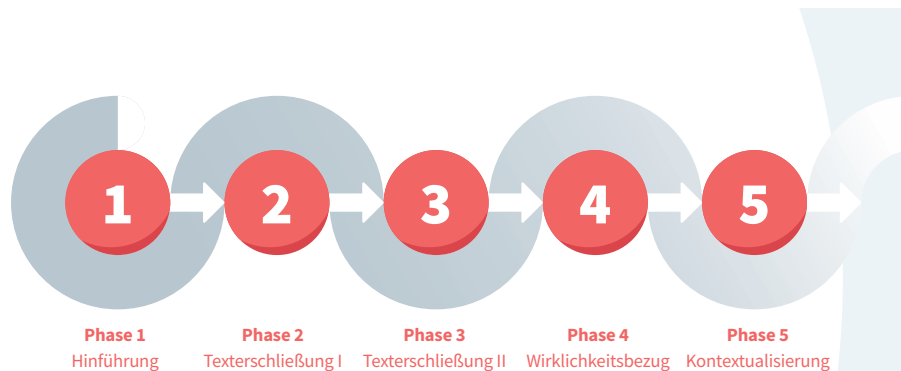 1 2 3 4 5
Phase 1 Phase 2 Phase 3 Phase 4 Phase 5
Hinführung Texterschließung I Texterschließung II Wirklichkeitsbezug Kontextualisierung